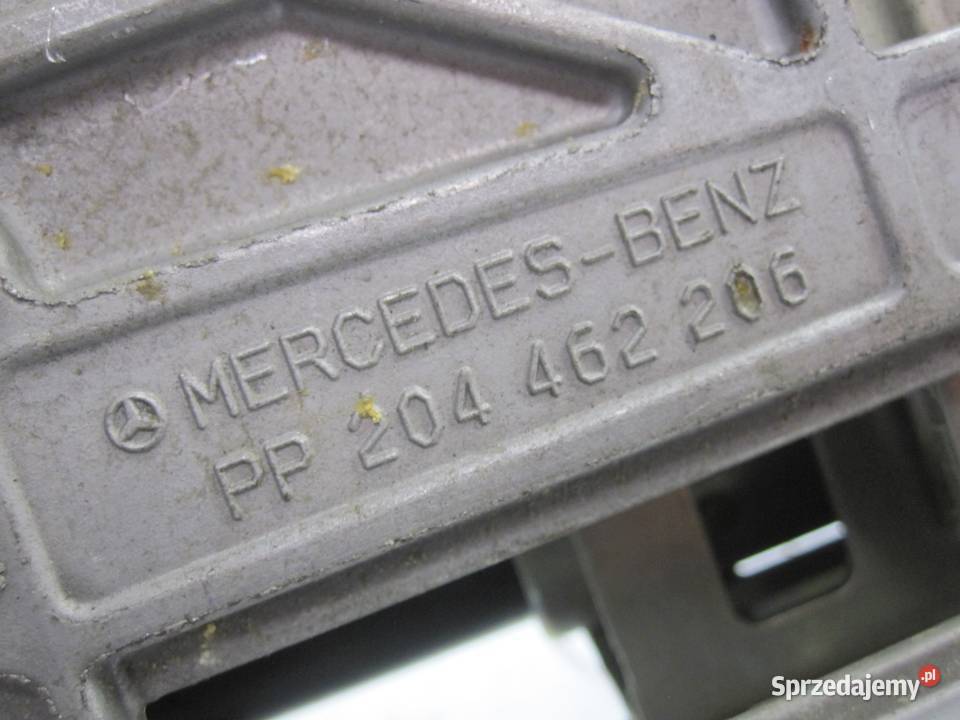 MERCEDES-BENZ
PP 204 462 206
Sprzedajemy.pl